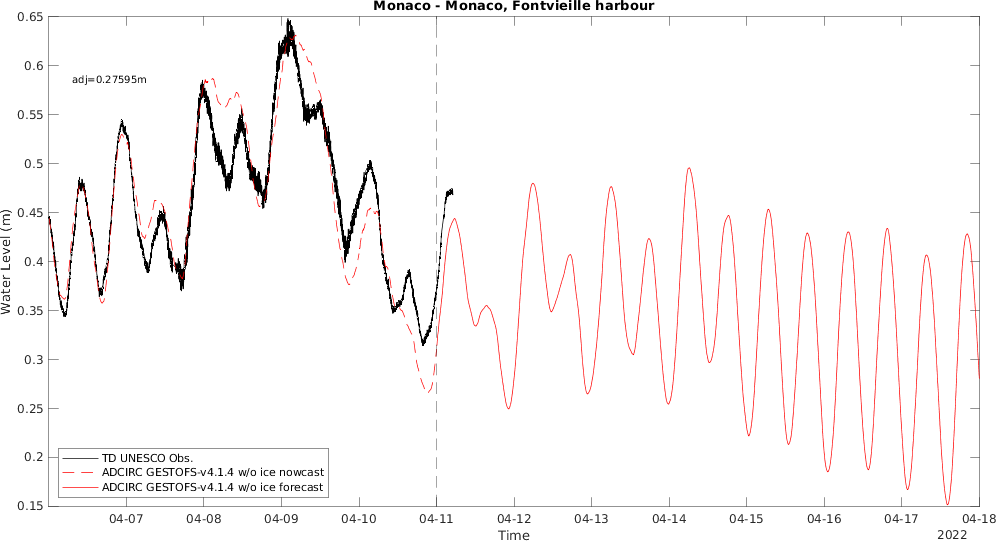 Monaco - Monaco, Fontvieille harbour
0.65
0.6
adj=0.27595m
0.55
0.5
0.45
0.4
0.35
0.3
0.25
0.2
0.15
Water Level (m)
TD UNESCO Obs.
ADCIRC GESTOFS-v4.1.4 w/o ice nowcast
ADCIRC GESTOFS-v4.1.4 w/o ice forecast
04-07 04-08 04-09 04-10 04-11 04-12 04-13 04-14 04-15 04-16 04-17 04-18
Time
2022